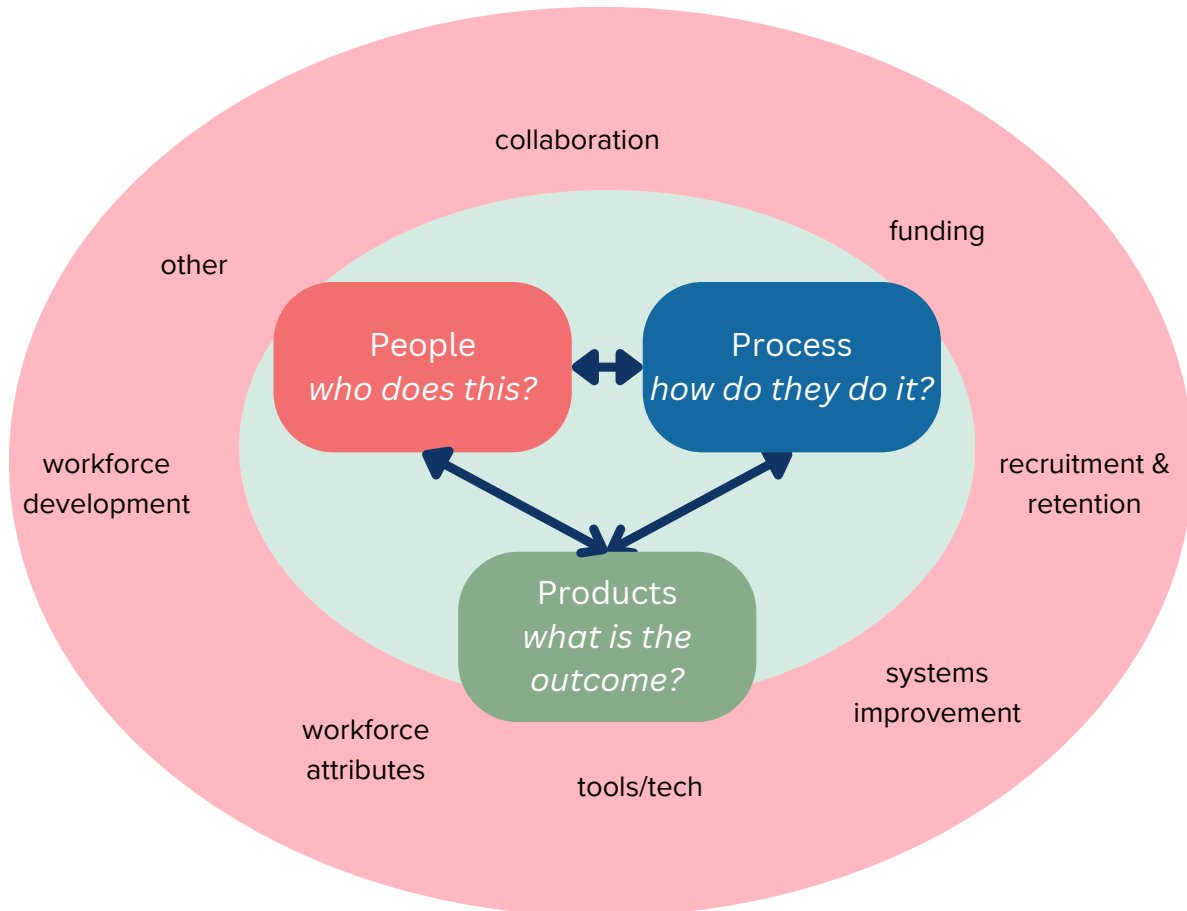 collaboration
funding
other
People
who does this?
Process
how do they do it?
workforce
development
recruitment &
retention
Products
what is the
outcome?
systems
improvement
workforce
attributes
tools/tech